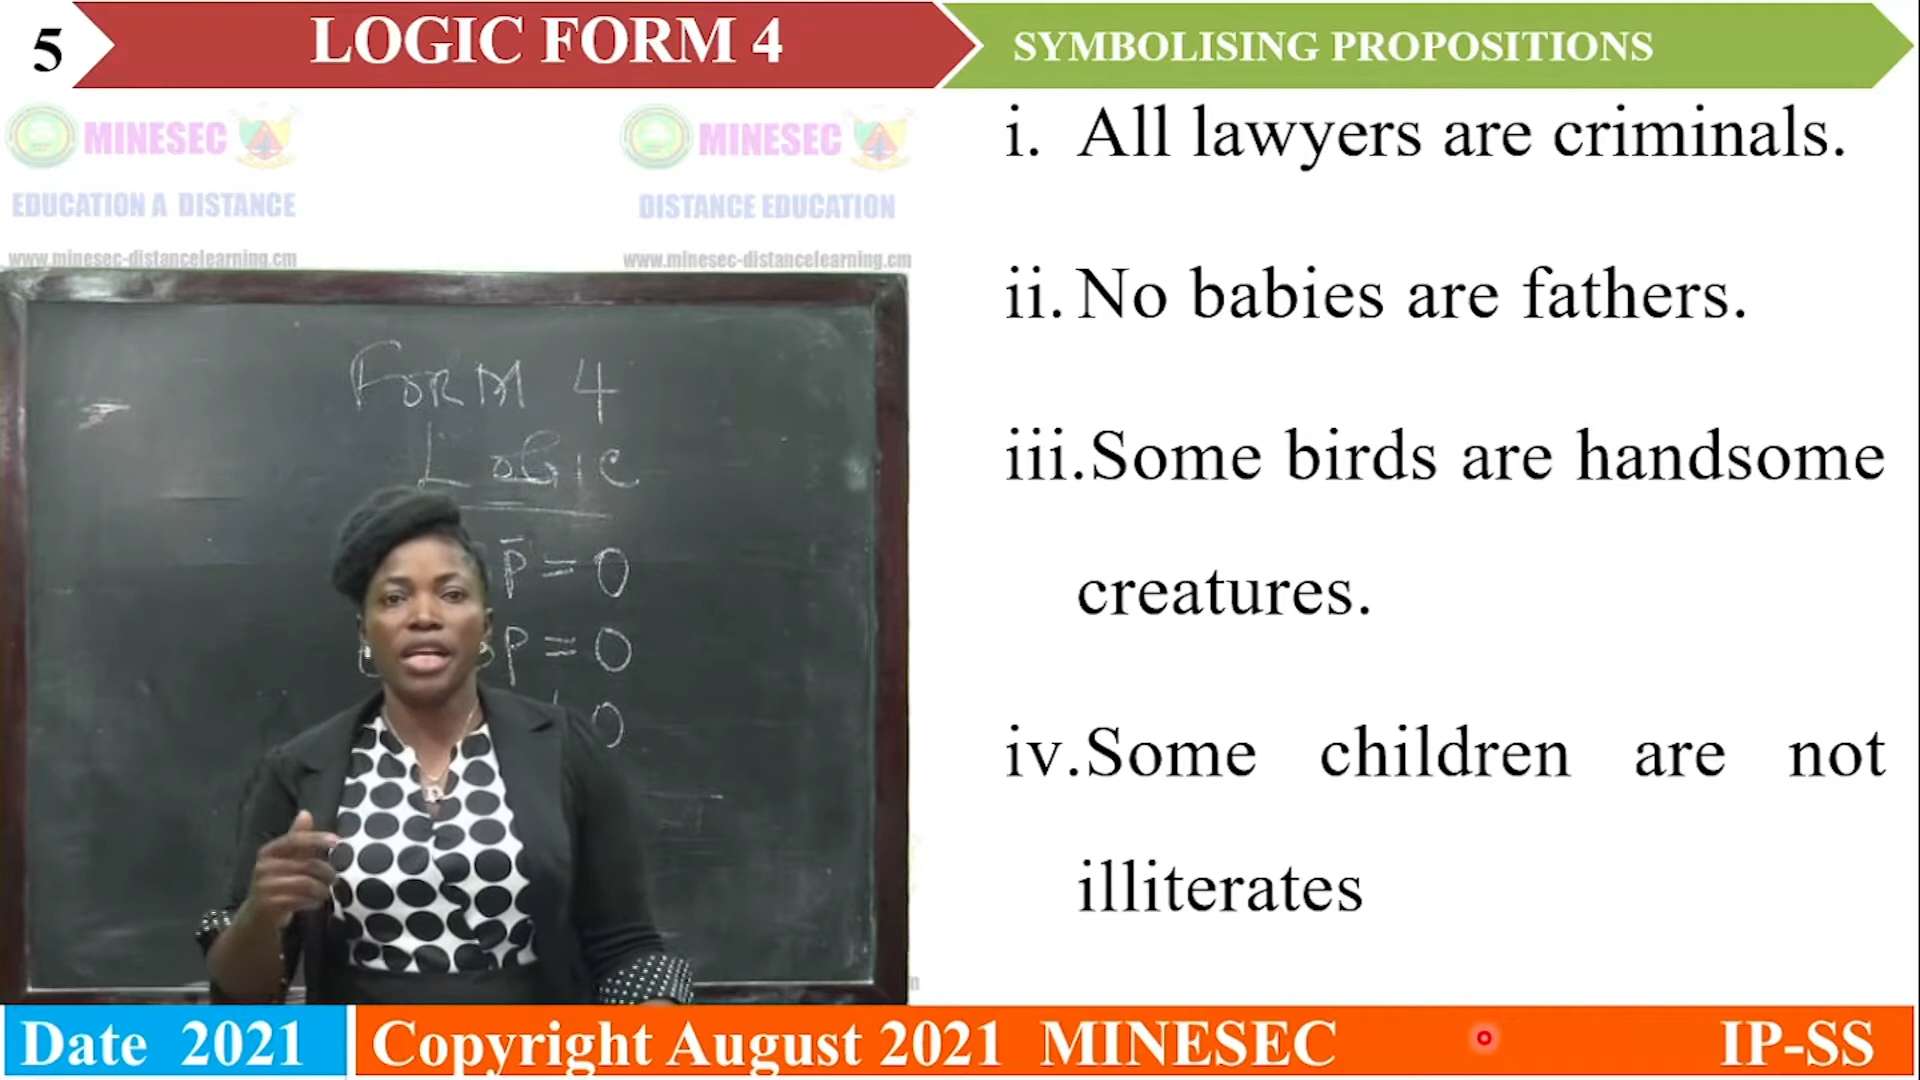 5
LOGIC FORM 4
SYMBOLISING PROPOSITIONS
MINESEC
EDUCATION A DISTANCE
www.minesec-distancelearning.cm
MINESEC
DISTANCE EDUCATION
www.minesec-distancelearning.cm
FORM 4
LOGIC
p̄ = 0
p = 0
0
i. All lawyers are criminals.
ii. No babies are fathers.
iii. Some birds are handsome
creatures.
iv. Some children are not
illiterates
Date 2021
Copyright August 2021 MINESEC
IP-SS